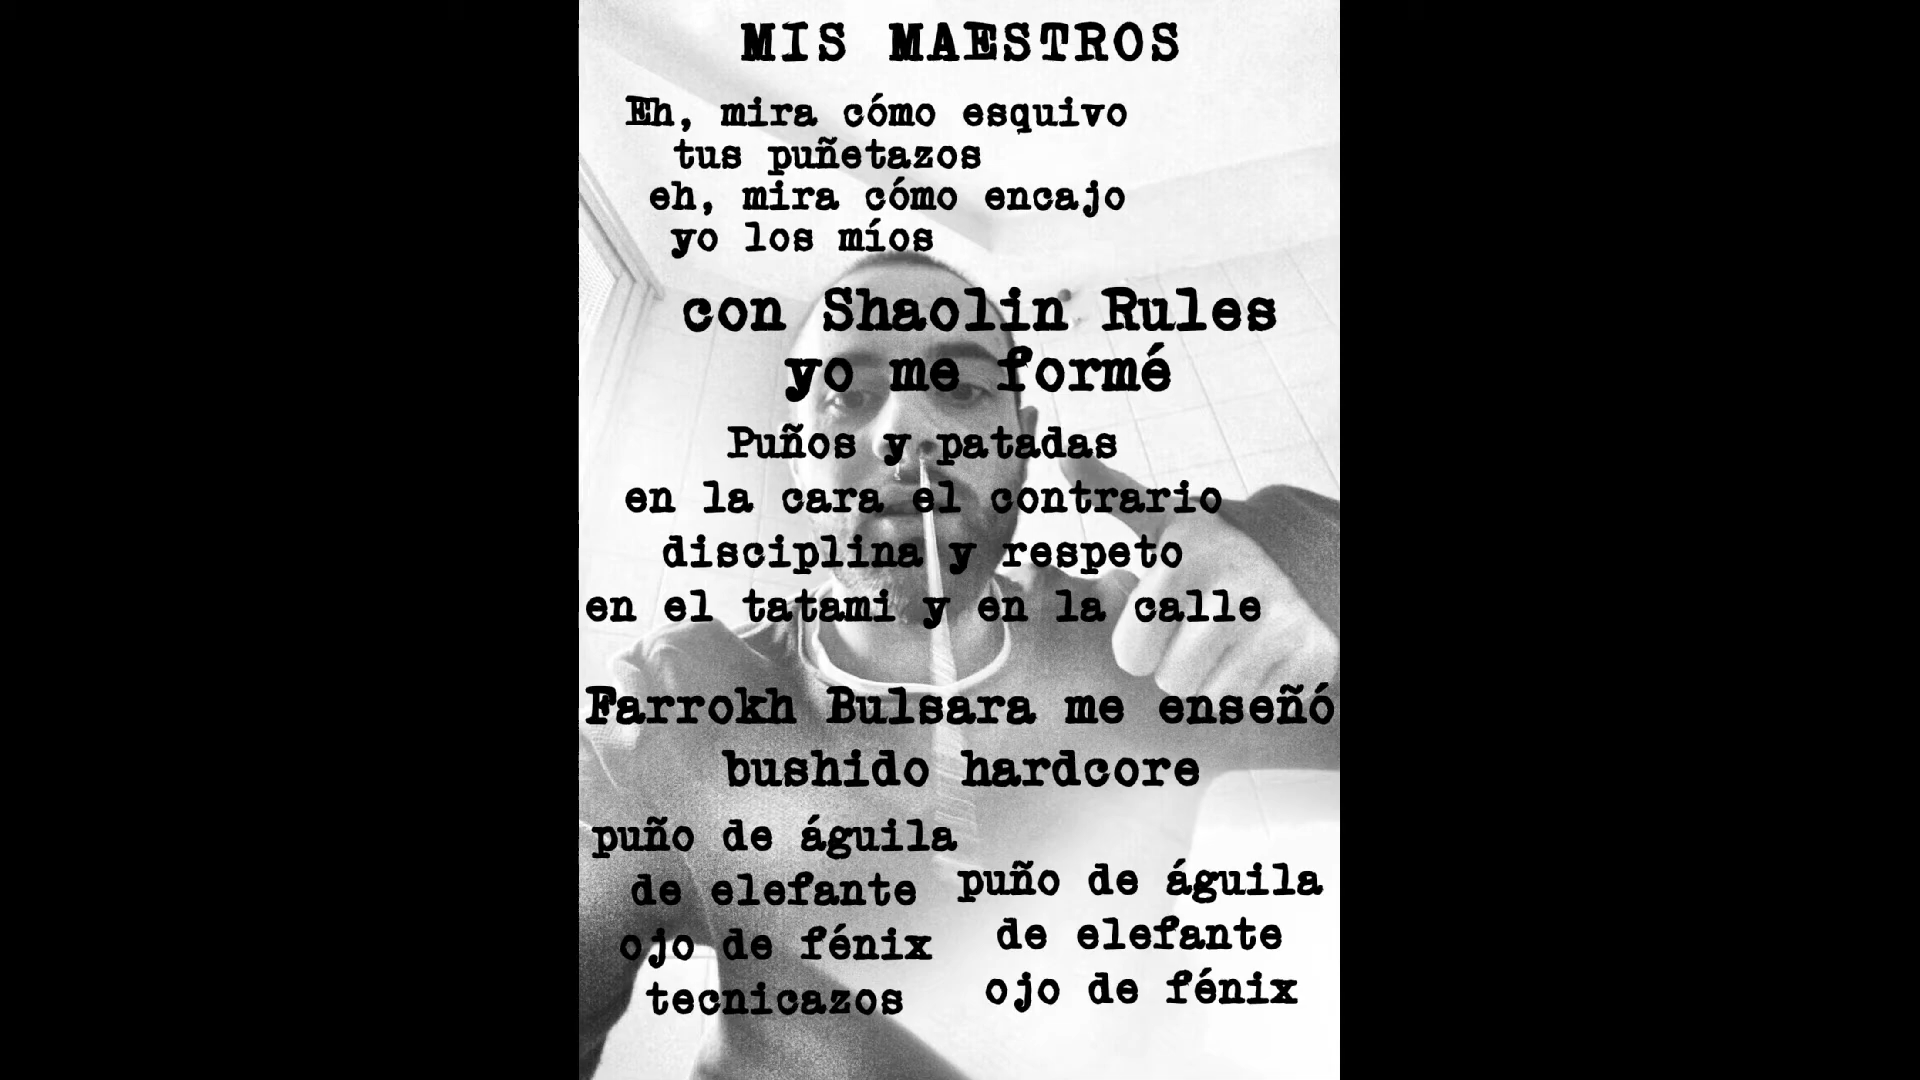 MIS MAESTROS
Eh, mira cómo esquivo
tus puñetazos
eh, mira cómo encajo
yo los míos
con Shaolin Rules
yo me formé
Puños y patadas
en la cara el contrario
disciplina y respeto
en el tatami y en la calle
Farrokh Bulsara me enseñó
bushido hardcore
puño de águila
de elefante
ojo de fénix
tecnicazos
puño de águila
de elefante
ojo de fénix